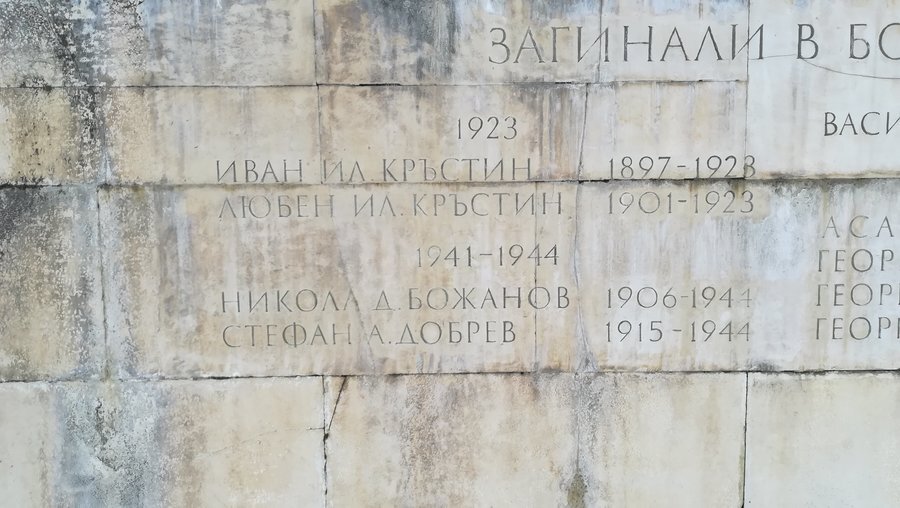 ЗАГИНАЛИ В
1923
ИВАН ИЛ. КРЪСТИН 1897-1923
ЛЮБЕН ИЛ. КРЪСТИН 1901-1923
1941-1944
НИКОЛА Д. БОЖАНОВ 1906-1944
СТЕФАН А. ДОБРЕВ 1915-1944